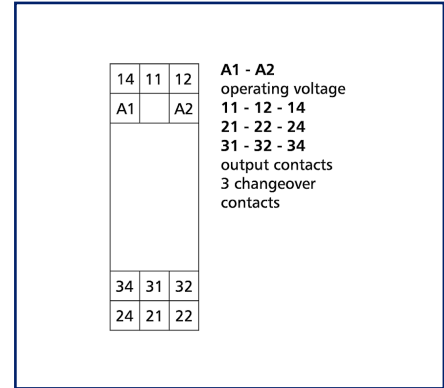 14 11 12
A1 A2
34 31 32
24 21 22
A1 - A2
operating voltage
11 - 12 - 14
21 - 22 - 24
31 - 32 - 34
output contacts
3 changeover
contacts